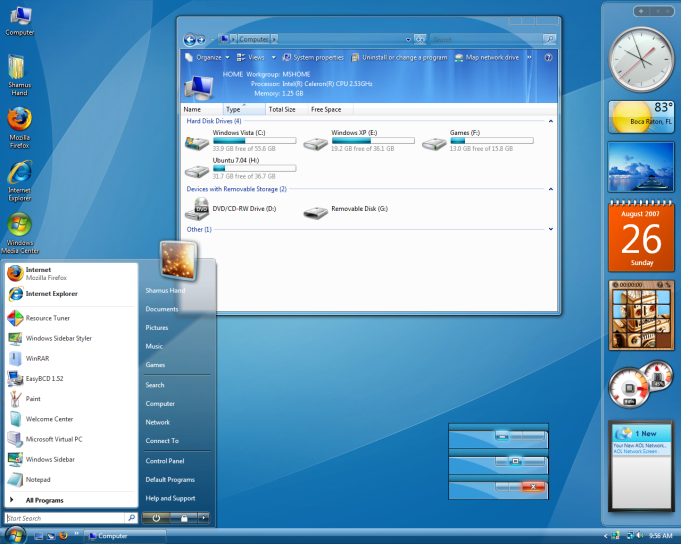 Computer
Shamus
Hand
Mozilla
Firefox
Internet
Explorer
Windows
Media Center
Computer
Search
Organize
Views
System properties
Uninstall or change a program
Map network drive
»
HOME Workgroup: MSHOME
Processor: Intel(R) Celeron(R) CPU 2.53GHz
Memory: 1.25 GB
Name
Type
Total Size
Free Space
Hard Disk Drives (4)
Windows Vista (C:)
33.9 GB free of 55.6 GB
Windows XP (E:)
19.2 GB free of 36.1 GB
Games (F:)
13.0 GB free of 15.8 GB
Ubuntu 7.04 (H:)
31.7 GB free of 36.7 GB
Devices with Removable Storage (2)
DVD
DVD/CD-RW Drive (D:)
Removable Disk (G:)
Other (1)
83°
Boca Raton, FL
August 2007
26
Sunday
00:00:00
1 New
Your New AOL Network...
AOL Network Screen
Internet
Mozilla Firefox
Internet Explorer
Resource Tuner
Windows Sidebar Styler
WinRAR
EasyBCD 1.52
Paint
Welcome Center
Microsoft Virtual PC
Windows Sidebar
Notepad
All Programs
Start Search
Shamus Hand
Documents
Pictures
Music
Games
Search
Computer
Network
Connect To
Control Panel
Default Programs
Help and Support
»
Computer
9:56 AM